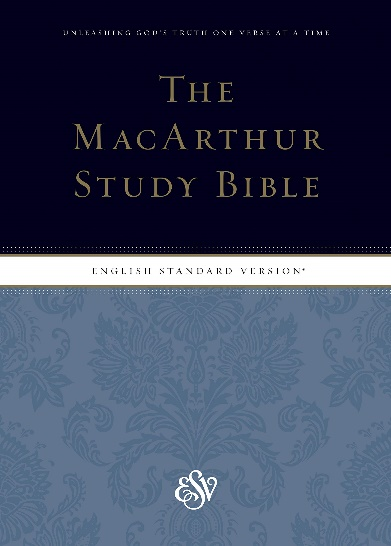 UNLEASHING GOD'S TRUTH ONE VERSE AT A TIME
THE
MACARTHUR
STUDY BIBLE
ENGLISH STANDARD VERSION®
ESV